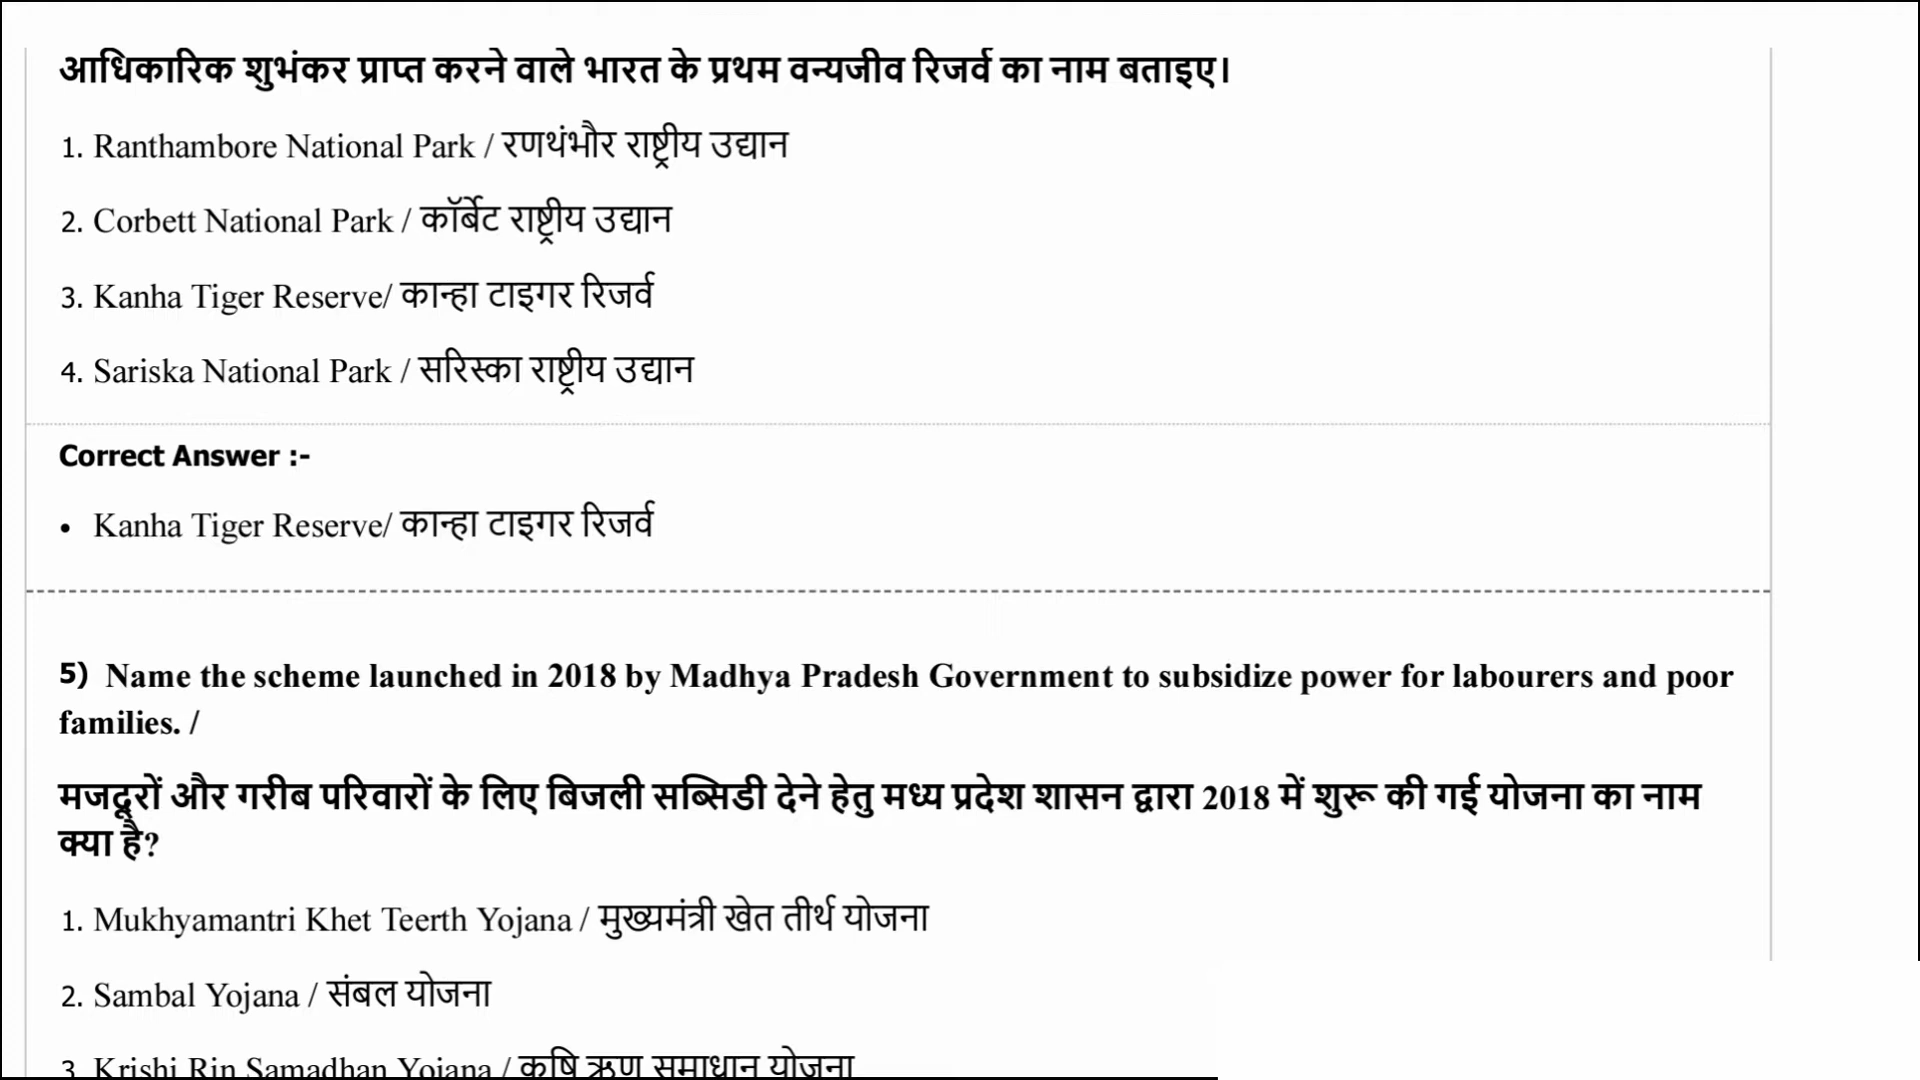 आधिकारिक शुभंकर प्राप्त करने वाले भारत के प्रथम वन्यजीव रिजर्व का नाम बताइए।
1. Ranthambore National Park / रणथंभौर राष्ट्रीय उद्यान
2. Corbett National Park / कॉर्बेट राष्ट्रीय उद्यान
3. Kanha Tiger Reserve/ कान्हा टाइगर रिजर्व
4. Sariska National Park / सरिस्का राष्ट्रीय उद्यान
Correct Answer :-
• Kanha Tiger Reserve/ कान्हा टाइगर रिजर्व
5) Name the scheme launched in 2018 by Madhya Pradesh Government to subsidize power for labourers and poor
families. /
मजदूरों और गरीब परिवारों के लिए बिजली सब्सिडी देने हेतु मध्य प्रदेश शासन द्वारा 2018 में शुरू की गई योजना का नाम
क्या है?
1. Mukhyamantri Khet Teerth Yojana / मुख्यमंत्री खेत तीर्थ योजना
2. Sambal Yojana / संबल योजना
3. Krishi Rin Samadhan Yojana / कृषि ऋण समाधान योजना